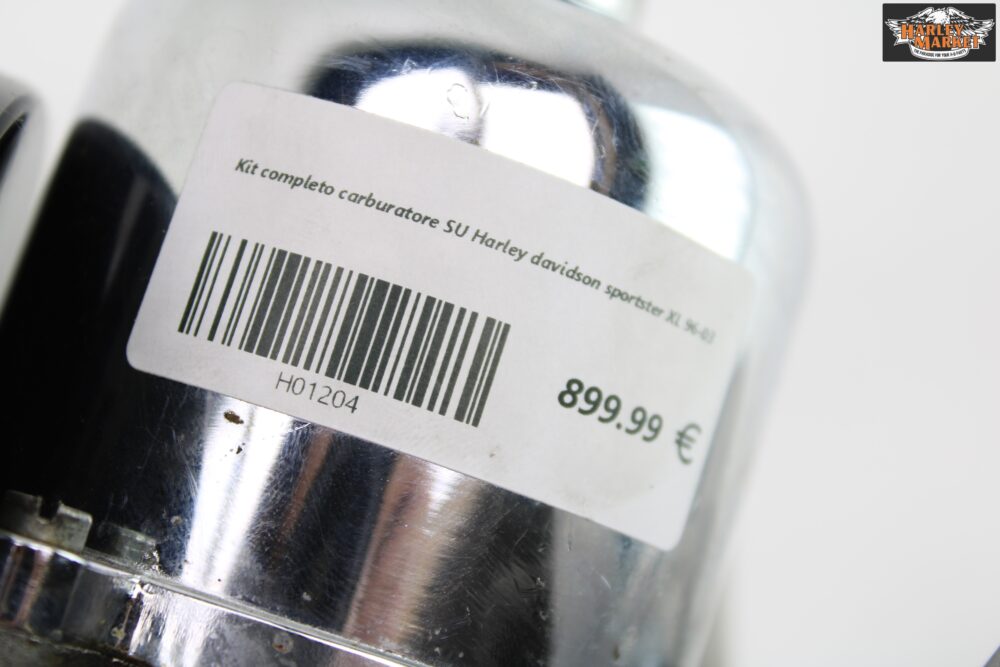 HARLEY
MARKET
Kit completo carburatore SU Harley davidson sportster XL 96-03
H01204
899.99 €